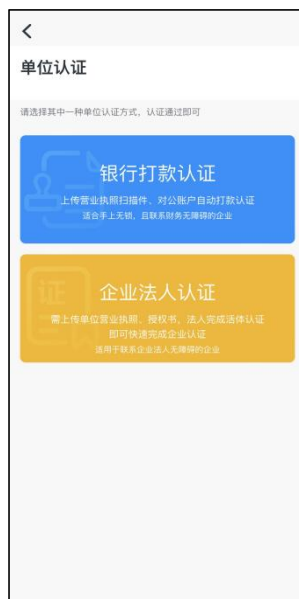 单位认证
请选择其中一种单位认证方式，认证通过即可
银行打款认证
上传营业执照扫描件、对公账户自动打款认证
适合手上无锁，且联系财务无障碍的企业
证
企业法人认证
需上传单位营业执照、授权书，法人完成活体认证
即可快速完成企业认证
适用于联系企业法人无障碍的企业